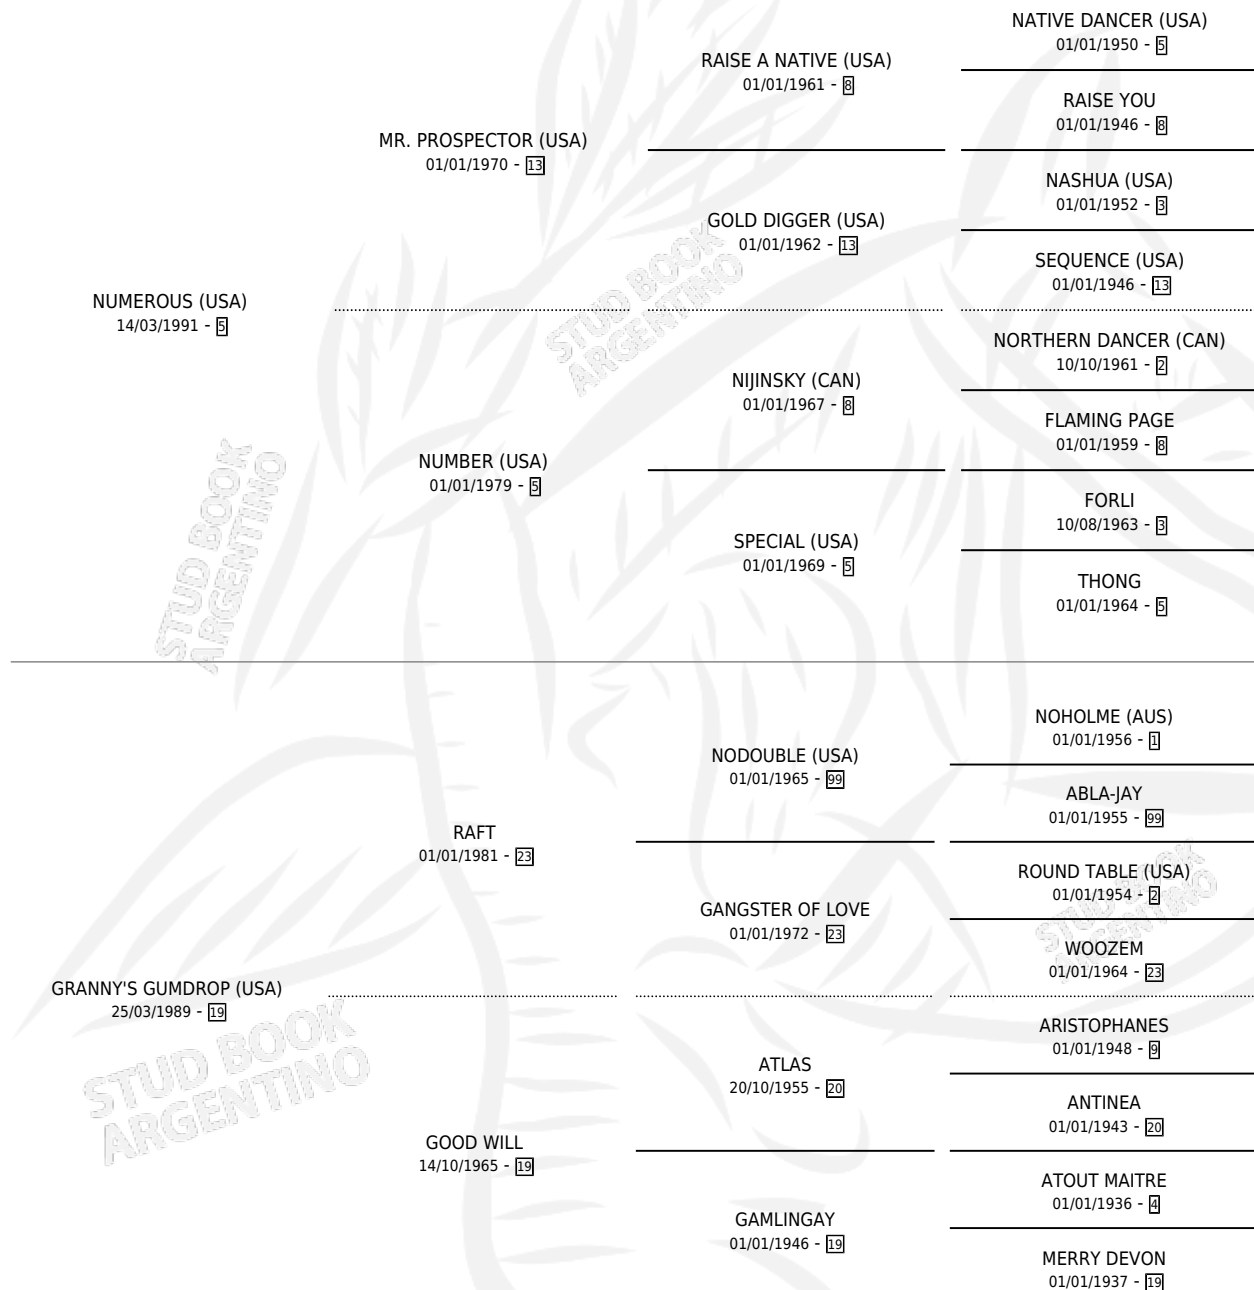 NATIVE DANCER (USA)
01/01/1950 - 5
RAISE A NATIVE (USA)
01/01/1961 - 8
RAISE YOU
01/01/1946 - 8
MR. PROSPECTOR (USA)
01/01/1970 - 13
NASHUA (USA)
01/01/1952 - 3
GOLD DIGGER (USA)
01/01/1962 - 13
SEQUENCE (USA)
01/01/1946 - 13
NUMEROUS (USA)
14/03/1991 - 5
STUD BOOK
ARGENTINO
NORTHERN DANCER (CAN)
10/10/1961 - 2
NIJINSKY (CAN)
01/01/1967 - 8
FLAMING PAGE
01/01/1959 - 8
NUMBER (USA)
01/01/1979 - 5
FORLI
10/08/1963 - 3
SPECIAL (USA)
01/01/1969 - 5
THONG
01/01/1964 - 5
STUD BOOK
ARGENTINO
NOHOLME (AUS)
01/01/1956 - 1
NODOUBLE (USA)
01/01/1965 - 99
ABLA-JAY
01/01/1955 - 99
RAFT
01/01/1981 - 23
ROUND TABLE (USA)
01/01/1954 - 2
GANGSTER OF LOVE
01/01/1972 - 23
WOOZEM
01/01/1964 - 23
STUD BOOK
ARGENTINO
GRANNY'S GUMDROP (USA)
25/03/1989 - 19
STUD BOOK
ARGENTINO
ARISTOPHANES
01/01/1948 - 9
ATLAS
20/10/1955 - 20
ANTINEA
01/01/1943 - 20
GOOD WILL
14/10/1965 - 19
ATOUT MAITRE
01/01/1936 - 4
GAMLINGAY
01/01/1946 - 19
MERRY DEVON
01/01/1937 - 19